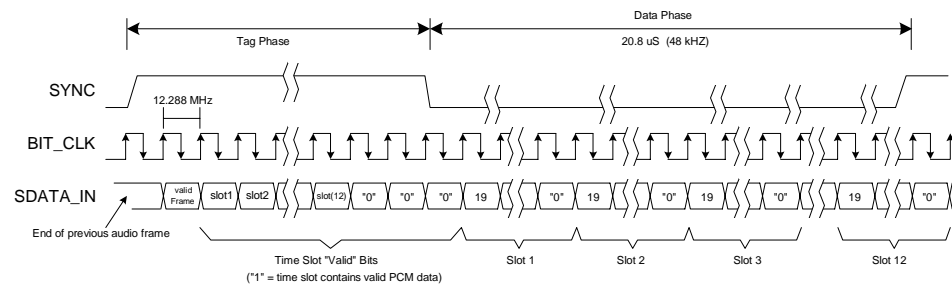 Data Phase
Tag Phase
20.8 uS (48 kHZ)
SYNC
12.288 MHz
BIT_CLK
SDATA_IN
valid
Frame
slot1 slot2 slot(12) "0" "0" "0" 19 "0" 19 "0" 19 "0" 19 "0"
End of previous audio frame
Time Slot "Valid" Bits
("1" = time slot contains valid PCM data)
Slot 1
Slot 2
Slot 3
Slot 12